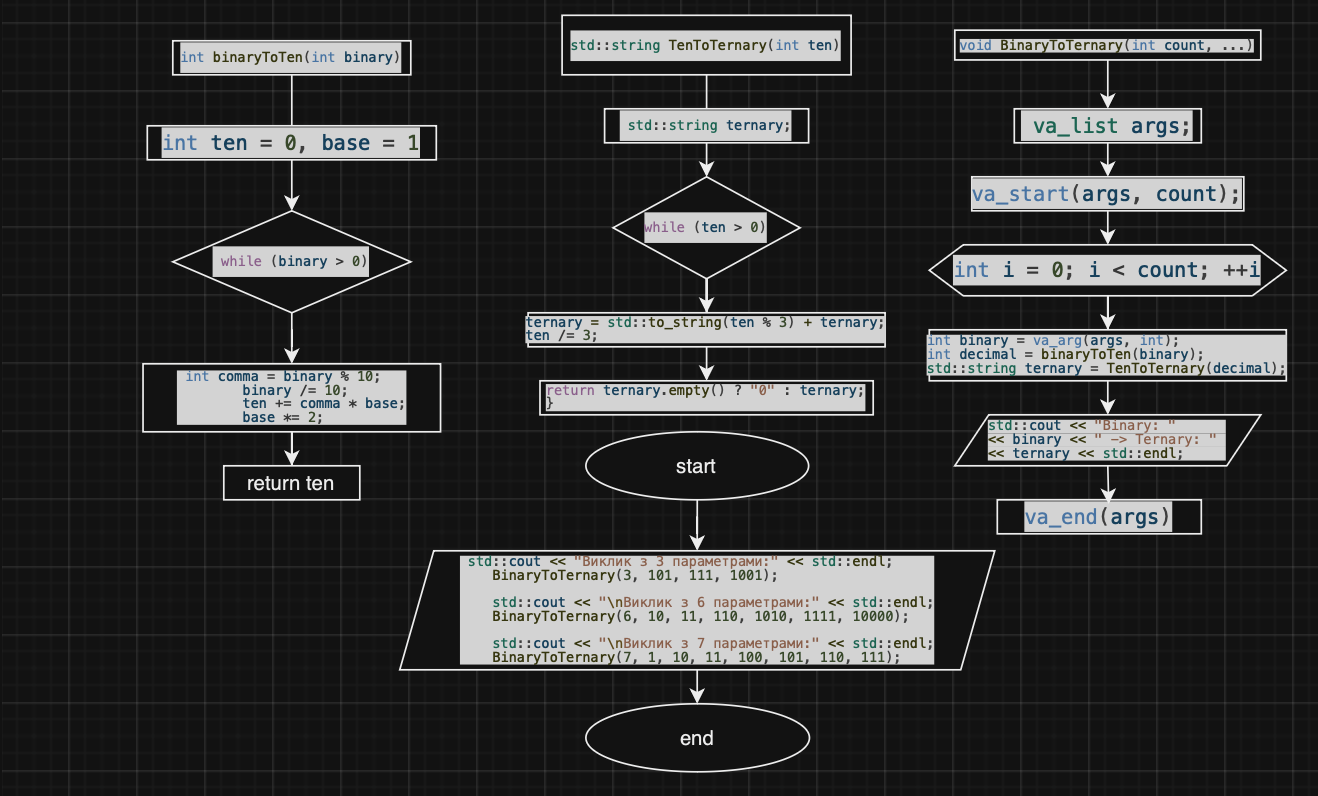 int binaryToTen(int binary)
int ten = 0, base = 1
while (binary > 0)
int comma = binary % 10;
binary /= 10;
ten += comma * base;
base *= 2;
return ten
std::string TenToTernary(int ten)
std::string ternary;
while (ten > 0)
ternary = std::to_string(ten % 3) + ternary;
ten /= 3;
return ternary.empty() ? "0" : ternary;
}
start
std::cout << "Виклик з 3 параметрами:" << std::endl;
BinaryToTernary(3, 101, 111, 1001);
std::cout << "\nВиклик з 6 параметрами:" << std::endl;
BinaryToTernary(6, 10, 11, 110, 1010, 1111, 10000);
std::cout << "\nВиклик з 7 параметрами:" << std::endl;
BinaryToTernary(7, 1, 10, 11, 100, 101, 110, 111);
end
void BinaryToTernary(int count, ...)
va_list args;
va_start(args, count);
int i = 0; i < count; ++i
int binary = va_arg(args, int);
int decimal = binaryToTen(binary);
std::string ternary = TenToTernary(decimal);
std::cout << "Binary: "
<< binary << " -> Ternary: "
<< ternary << std::endl;
va_end(args)